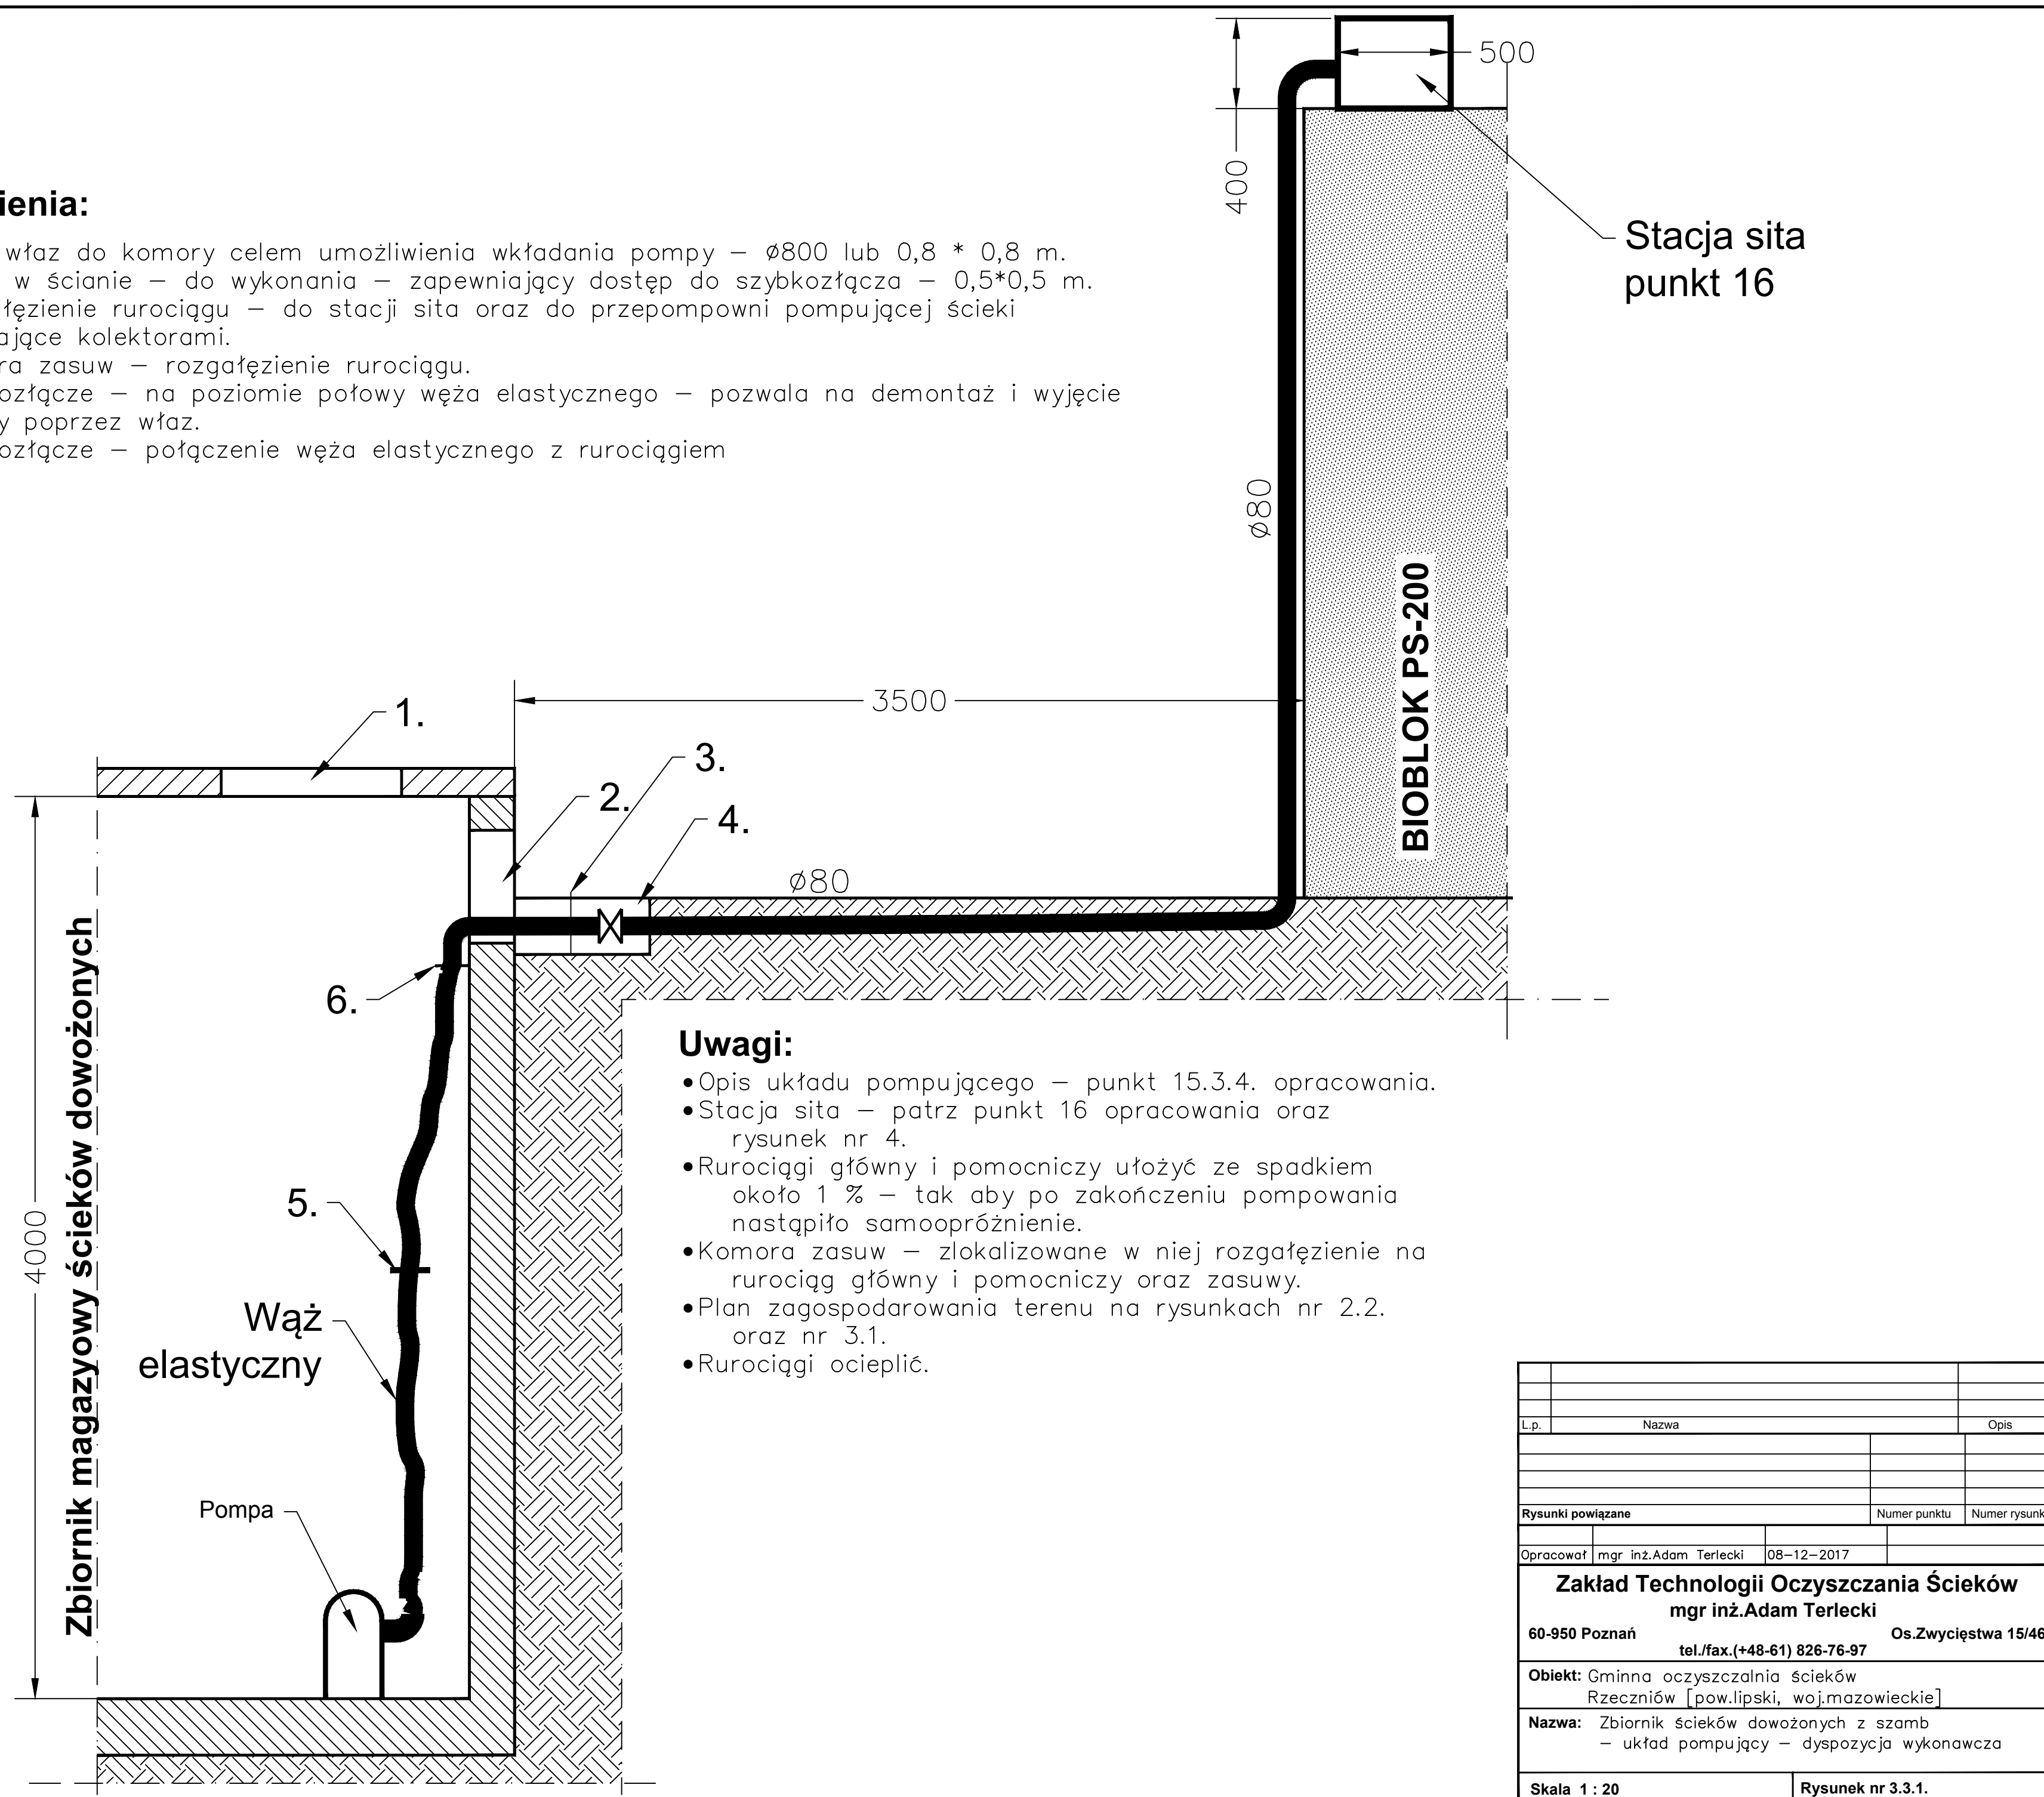 500
400
Stacja sita
punkt 16
ienia:
właz do komory celem umożliwienia wkładania pompy – ø800 lub 0,8 * 0,8 m.
w ścianie – do wykonania – zapewniający dostęp do szybkozłącza – 0,5*0,5 m.
łęzienie rurociągu – do stacji sita oraz do przepompowni pompującej ścieki
ające kolektorami.
ra zasuw – rozgałęzienie rurociągu.
ozłącze – na poziomie połowy węża elastycznego – pozwala na demontaż i wyjęcie
y poprzez właz.
ozłącze – połączenie węża elastycznego z rurociągiem
ø80
BIOBLOK PS-200
3500
1.
2.
3.
4.
ø80
6.
5.
4000
Zbiornik magazywowy ścieków dowożonych
Wąż
elastyczny
Pompa
Uwagi:
•Opis układu pompującego – punkt 15.3.4. opracowania.
•Stacja sita – patrz punkt 16 opracowania oraz
rysunek nr 4.
•Rurociągi główny i pomocniczy ułożyć ze spadkiem
około 1 % – tak aby po zakończeniu pompowania
nastąpiło samoopróżnienie.
•Komora zasuw – zlokalizowane w niej rozgałęzienie na
rurociąg główny i pomocniczy oraz zasuwy.
•Plan zagospodarowania terenu na rysunkach nr 2.2.
oraz nr 3.1.
•Rurociągi ocieplić.
L.p. Nazwa Opis
Rysunki powiązane Numer punktu Numer rysunk
Opracował mgr inż.Adam Terlecki 08–12–2017
Zakład Technologii Oczyszczania Ścieków
mgr inż.Adam Terlecki
60-950 Poznań Os.Zwycięstwa 15/46
tel./fax.(+48-61) 826-76-97
Obiekt: Gminna oczyszczalnia ścieków
Rzeczniów [pow.lipski, woj.mazowieckie]
Nazwa: Zbiornik ścieków dowożonych z szamb
– układ pompujący – dyspozycja wykonawcza
Skala 1 : 20 Rysunek nr 3.3.1.